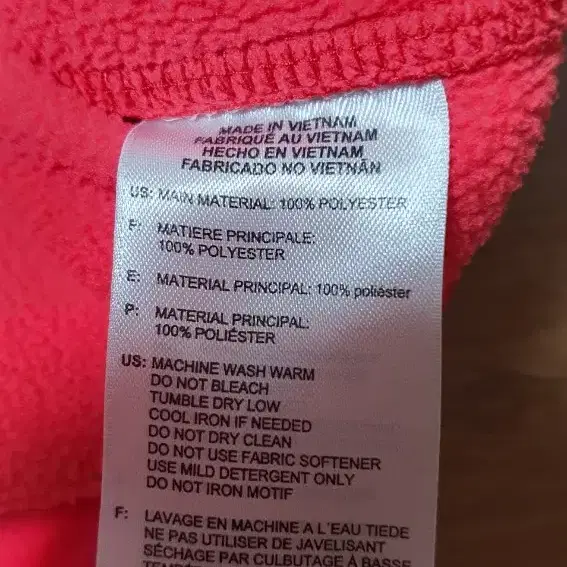 MADE IN VIETNAM
FABRIQUÉ AU VIETNAM
HECHO EN VIETNAM
FABRICADO NO VIETNÃN
US: MAIN MATERIAL: 100% POLYESTER
F: MATIERE PRINCIPALE:
100% POLYESTER
E: MATERIAL PRINCIPAL: 100% poliéster
P: MATERIAL PRINCIPAL:
100% POLIÉSTER
US: MACHINE WASH WARM
DO NOT BLEACH
TUMBLE DRY LOW
COOL IRON IF NEEDED
DO NOT DRY CLEAN
DO NOT USE FABRIC SOFTENER
USE MILD DETERGENT ONLY
DO NOT IRON MOTIF
F: LAVAGE EN MACHINE A L'EAU TIEDE
NE PAS UTILISER DE JAVELISANT
SÉCHAGE PAR CULBUTAGE À BASSE